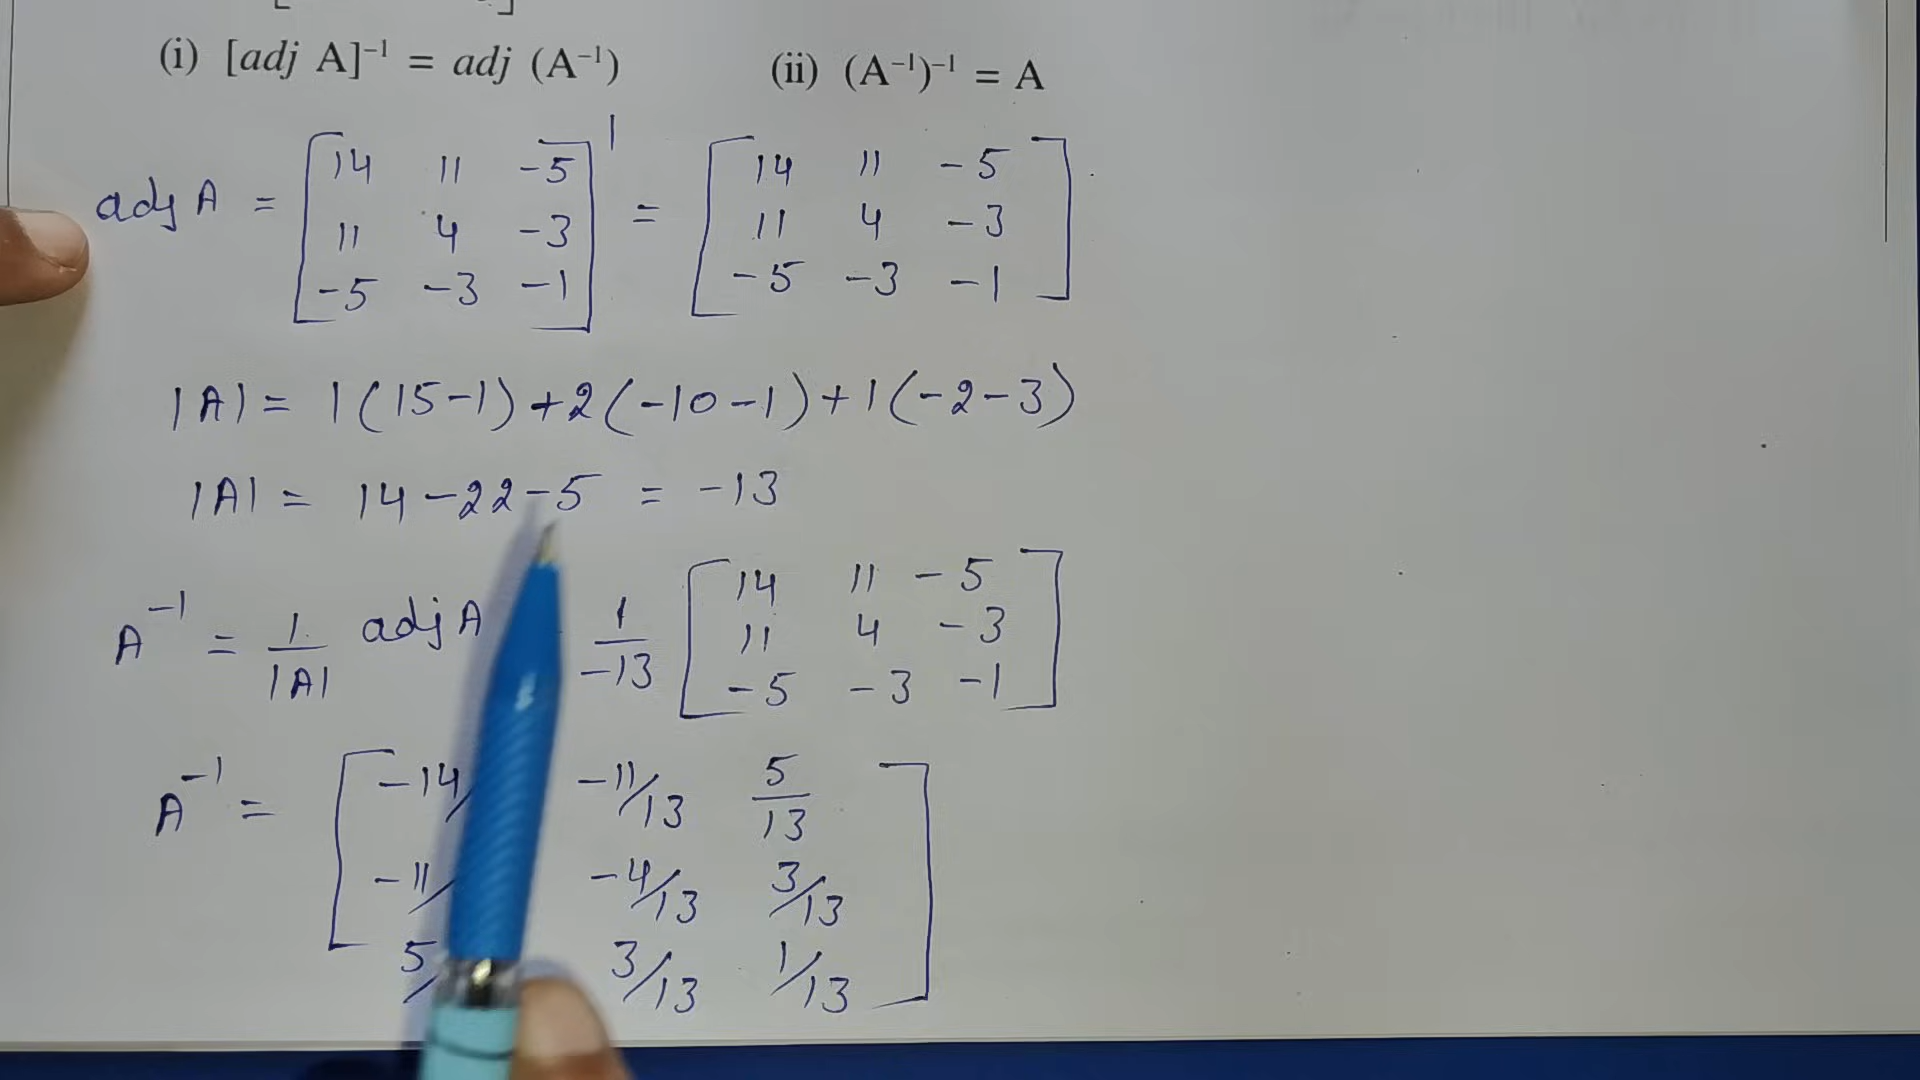 (i) [adj A]⁻¹ = adj (A⁻¹) (ii) (A⁻¹)⁻¹ = A
adj A = [14 11 -5; 11 4 -3; -5 -3 -1]' = [14 11 -5; 11 4 -3; -5 -3 -1]
|A| = 1(15-1)+2(-10-1)+1(-2-3)
|A| = 14-22-5 = -13
A⁻¹ = 1/|A| adj A 1/-13 [14 11 -5; 11 4 -3; -5 -3 -1]
A⁻¹ = [-14/ -11/13 5/13; -11/ -4/13 3/13; 5/ 3/13 1/13]